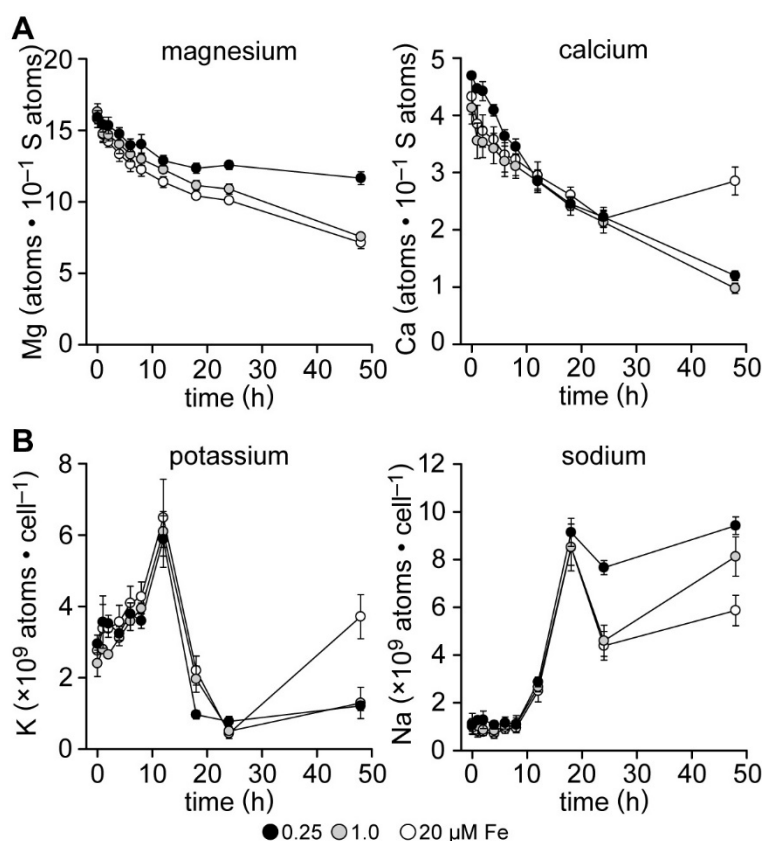 A
magnesium
calcium
Mg (atoms • 10⁻¹ S atoms)
20
15
10
5
0
0 10 20 30 40 50
time (h)
Ca (atoms • 10⁻¹ S atoms)
5
4
3
2
1
0
0 10 20 30 40 50
time (h)
B
potassium
sodium
K (×10⁹ atoms • cell⁻¹)
8
6
4
2
0
0 10 20 30 40 50
time (h)
Na (×10⁹ atoms • cell⁻¹)
12
10
8
6
4
2
0
0 10 20 30 40 50
time (h)
0.25 1.0 20 μM Fe